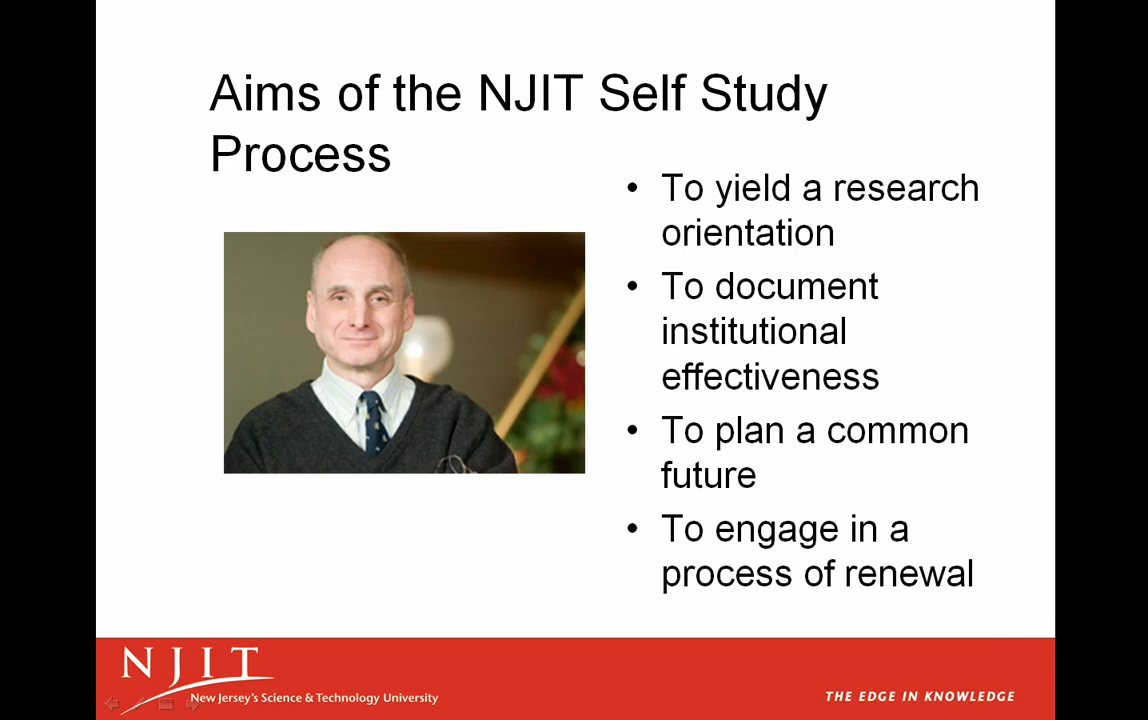 Aims of the NJIT Self Study
Process
• To yield a research
orientation
• To document
institutional
effectiveness
• To plan a common
future
• To engage in a
process of renewal
NJIT
New Jersey's Science & Technology University
THE EDGE IN KNOWLEDGE